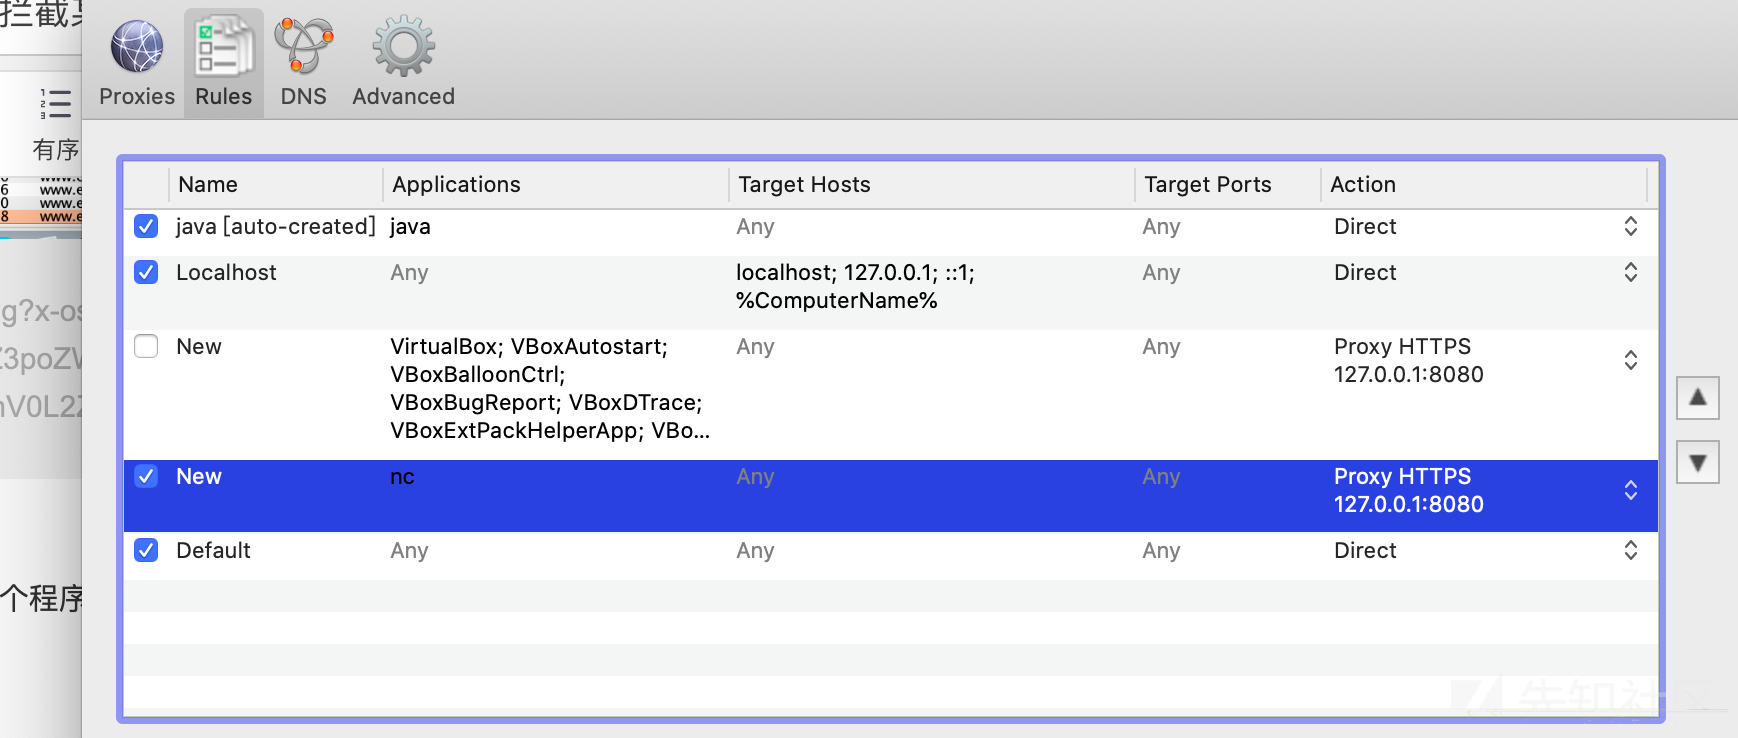 拦截某
Proxies Rules DNS Advanced
有序
Name Applications Target Hosts Target Ports Action
6 www.e
0 www.e
8 www.e
java [auto-created] java Any Any Direct
Localhost Any localhost; 127.0.0.1; ::1; Any Direct
%ComputerName%
g?x-os
Z3poZW
nV0L2Z
New VirtualBox; VBoxAutostart; Any Any Proxy HTTPS
VBoxBalloonCtrl; 127.0.0.1:8080
VBoxBugReport; VBoxDTrace;
VBoxExtPackHelperApp; VBo...
New nc Any Any Proxy HTTPS
127.0.0.1:8080
Default Any Any Any Direct
个程序
先知社区